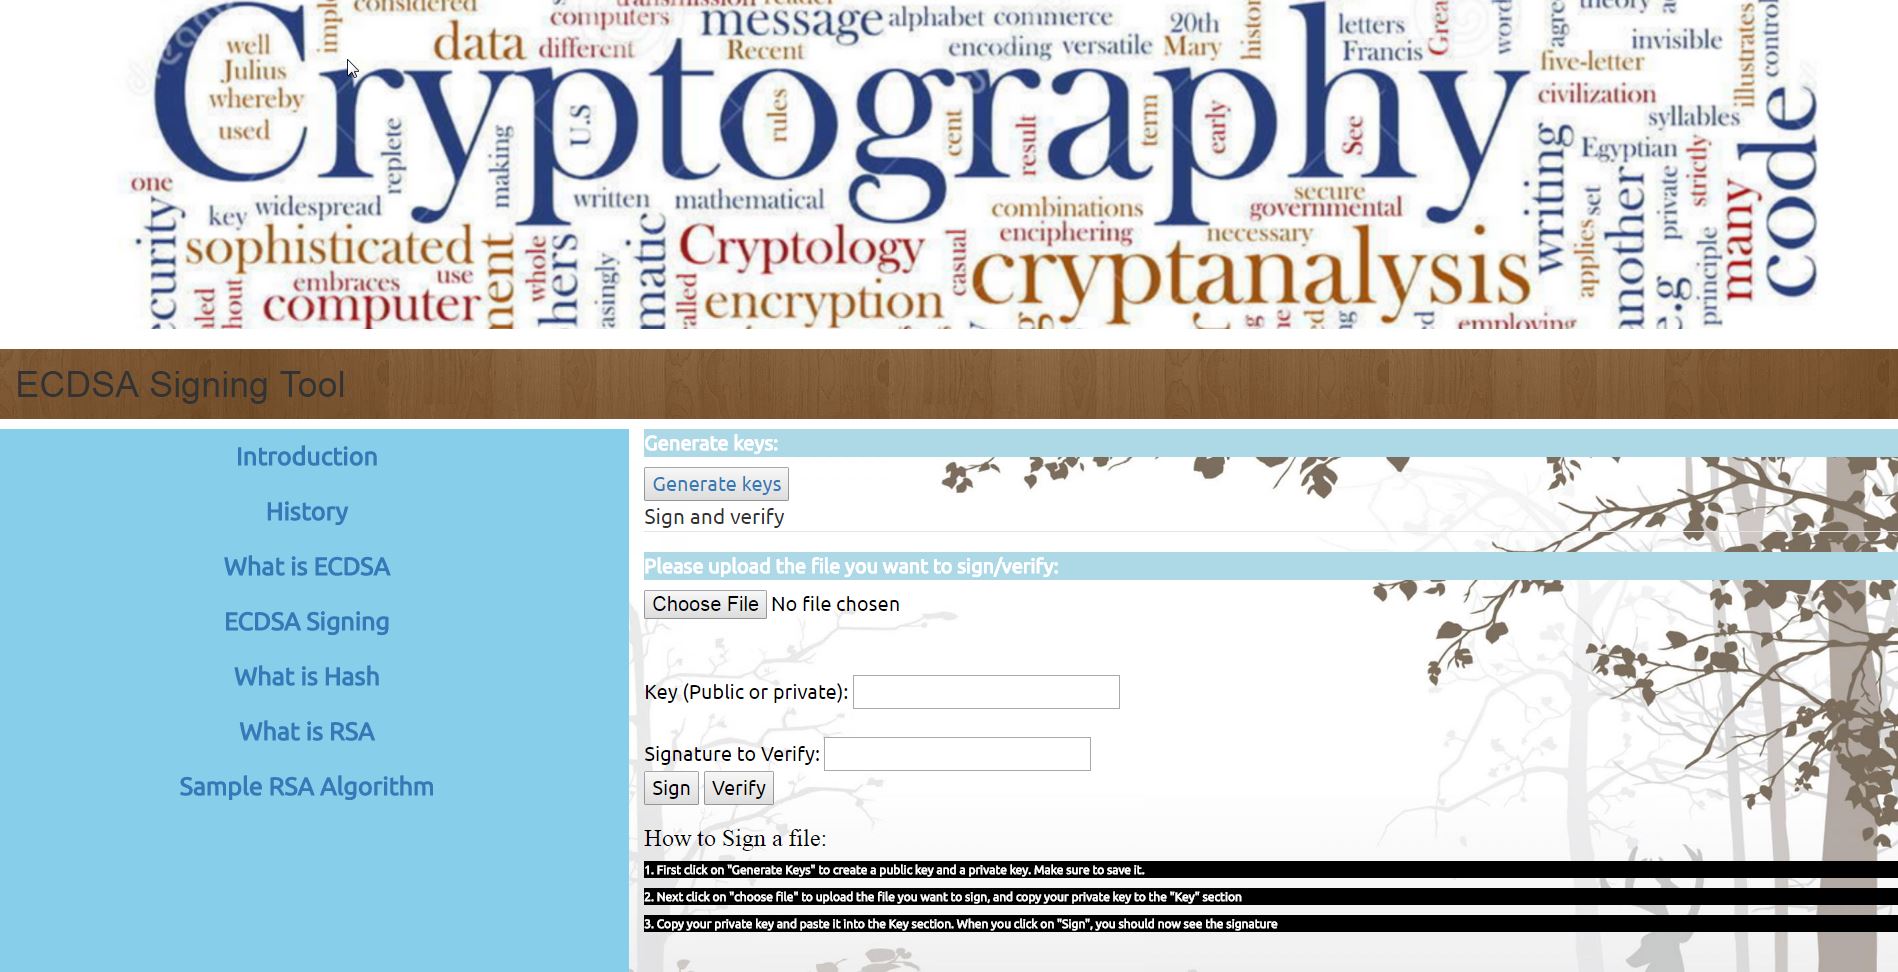 considered
computers
message
alphabet commerce
20th
letters
well
data
different
Recent
encoding versatile
Mary
Francis
invisible
Julius
Cryptography
five-letter
whereby
civilization
used
syllables
replete
making
U.S
rules
cent
result
term
early
See
writing
Egyptian
strictly
illustrates
control
code
one
key
widespread
written
mathematical
combinations
secure
governmental
set
another
private
many
sophisticated
whole
Cryptology
casual
enciphering
necessary
applies
principle
e.g
embraces
use
computer
encryption
cryptanalysis
employing
ECDSA Signing Tool
Introduction
History
What is ECDSA
ECDSA Signing
What is Hash
What is RSA
Sample RSA Algorithm
Generate keys:
Generate keys
Sign and verify
Please upload the file you want to sign/verify:
Choose File No file chosen
Key (Public or private):
Signature to Verify:
Sign Verify
How to Sign a file:
1. First click on "Generate Keys" to create a public key and a private key. Make sure to save it.
2. Next click on "choose file" to upload the file you want to sign, and copy your private key to the "Key" section
3. Copy your private key and paste it into the Key section. When you click on "Sign", you should now see the signature